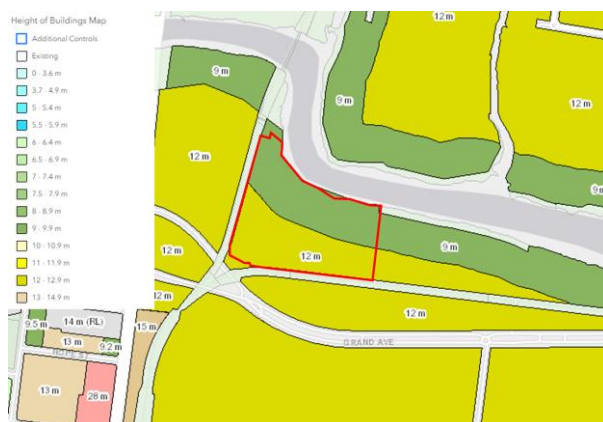 Height of Buildings Map
Additional Controls
Existing
0 - 3.6 m
3.7 - 4.9 m
5 - 5.4 m
5.5 - 5.9 m
6 - 6.4 m
6.5 - 6.9 m
7 - 7.4 m
7.5 - 7.9 m
8 - 8.9 m
9 - 9.9 m
10 - 10.9 m
11 - 11.9 m
12 - 12.9 m
13 - 14.9 m
12 m
12 m
9 m
9 m
12 m
9 m
12 m
12 m
9 m
12 m
12 m
GRAND AVE
9.5 m
14 m (RL)
15 m
13 m
9.2 m
13 m
28 m